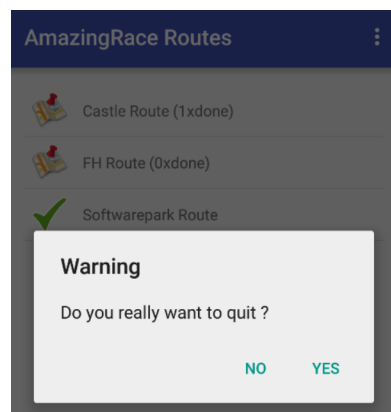 AmazingRace Routes
Castle Route (1xdone)
FH Route (0xdone)
Softwarepark Route
Warning
Do you really want to quit ?
NO YES